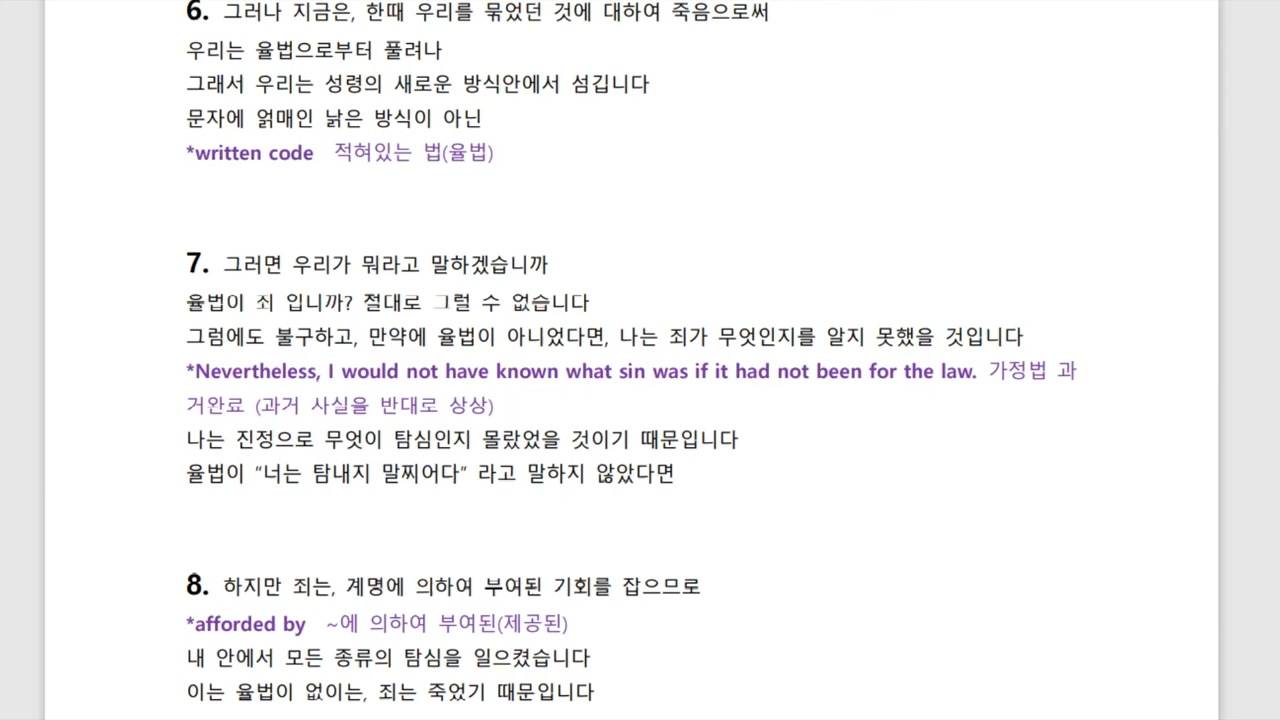 6. 그러나 지금은, 한때 우리를 묶었던 것에 대하여 죽음으로써
우리는 율법으로부터 풀려나
그래서 우리는 성령의 새로운 방식안에서 섬깁니다
문자에 얽매인 낡은 방식이 아닌
*written code 적혀있는 법(율법)
7. 그러면 우리가 뭐라고 말하겠습니까
율법이 죄 입니까? 절대로 그럴 수 없습니다
그럼에도 불구하고, 만약에 율법이 아니었다면, 나는 죄가 무엇인지를 알지 못했을 것입니다
*Nevertheless, I would not have known what sin was if it had not been for the law. 가정법 과
거완료 (과거 사실을 반대로 상상)
나는 진정으로 무엇이 탐심인지 몰랐었을 것이기 때문입니다
율법이 “너는 탐내지 말찌어다” 라고 말하지 않았다면
8. 하지만 죄는, 계명에 의하여 부여된 기회를 잡으므로
*afforded by ~에 의하여 부여된(제공된)
내 안에서 모든 종류의 탐심을 일으켰습니다
이는 율법이 없이는, 죄는 죽었기 때문입니다